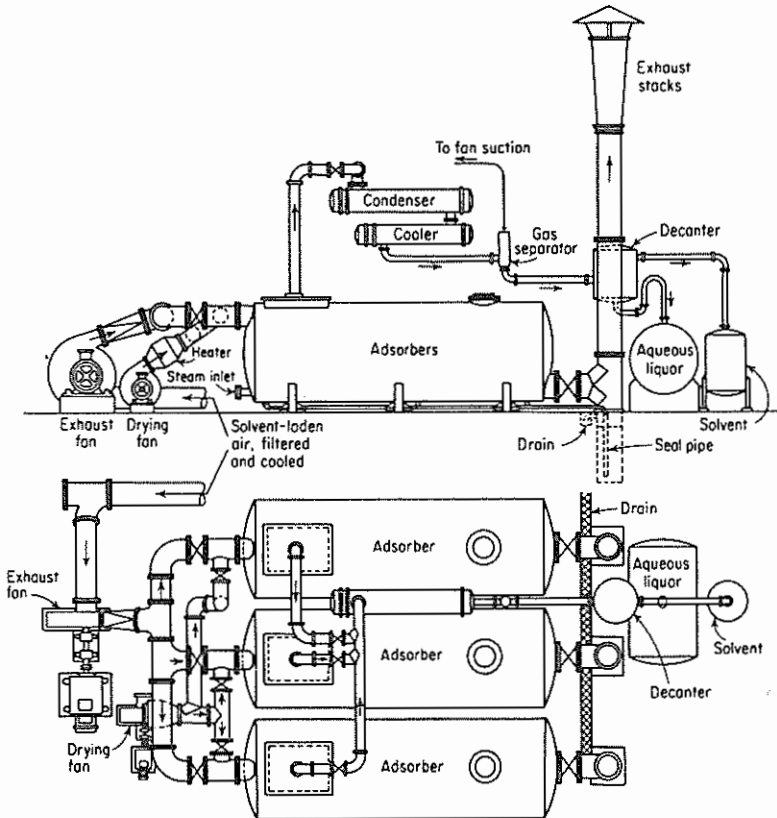 Exhaust
stacks
To fan suction
Condenser
Cooler
Gas
separator
Decanter
Heater
Adsorbers
Aqueous
liquor
Steam inlet
Exhaust
fan
Drying
fan
Solvent-laden
air, filtered
and cooled
Drain
Seal pipe
Solvent
Drain
Adsorber
Exhaust
fan
Aqueous
liquor
Adsorber
Solvent
Decanter
Drying
fan
Adsorber